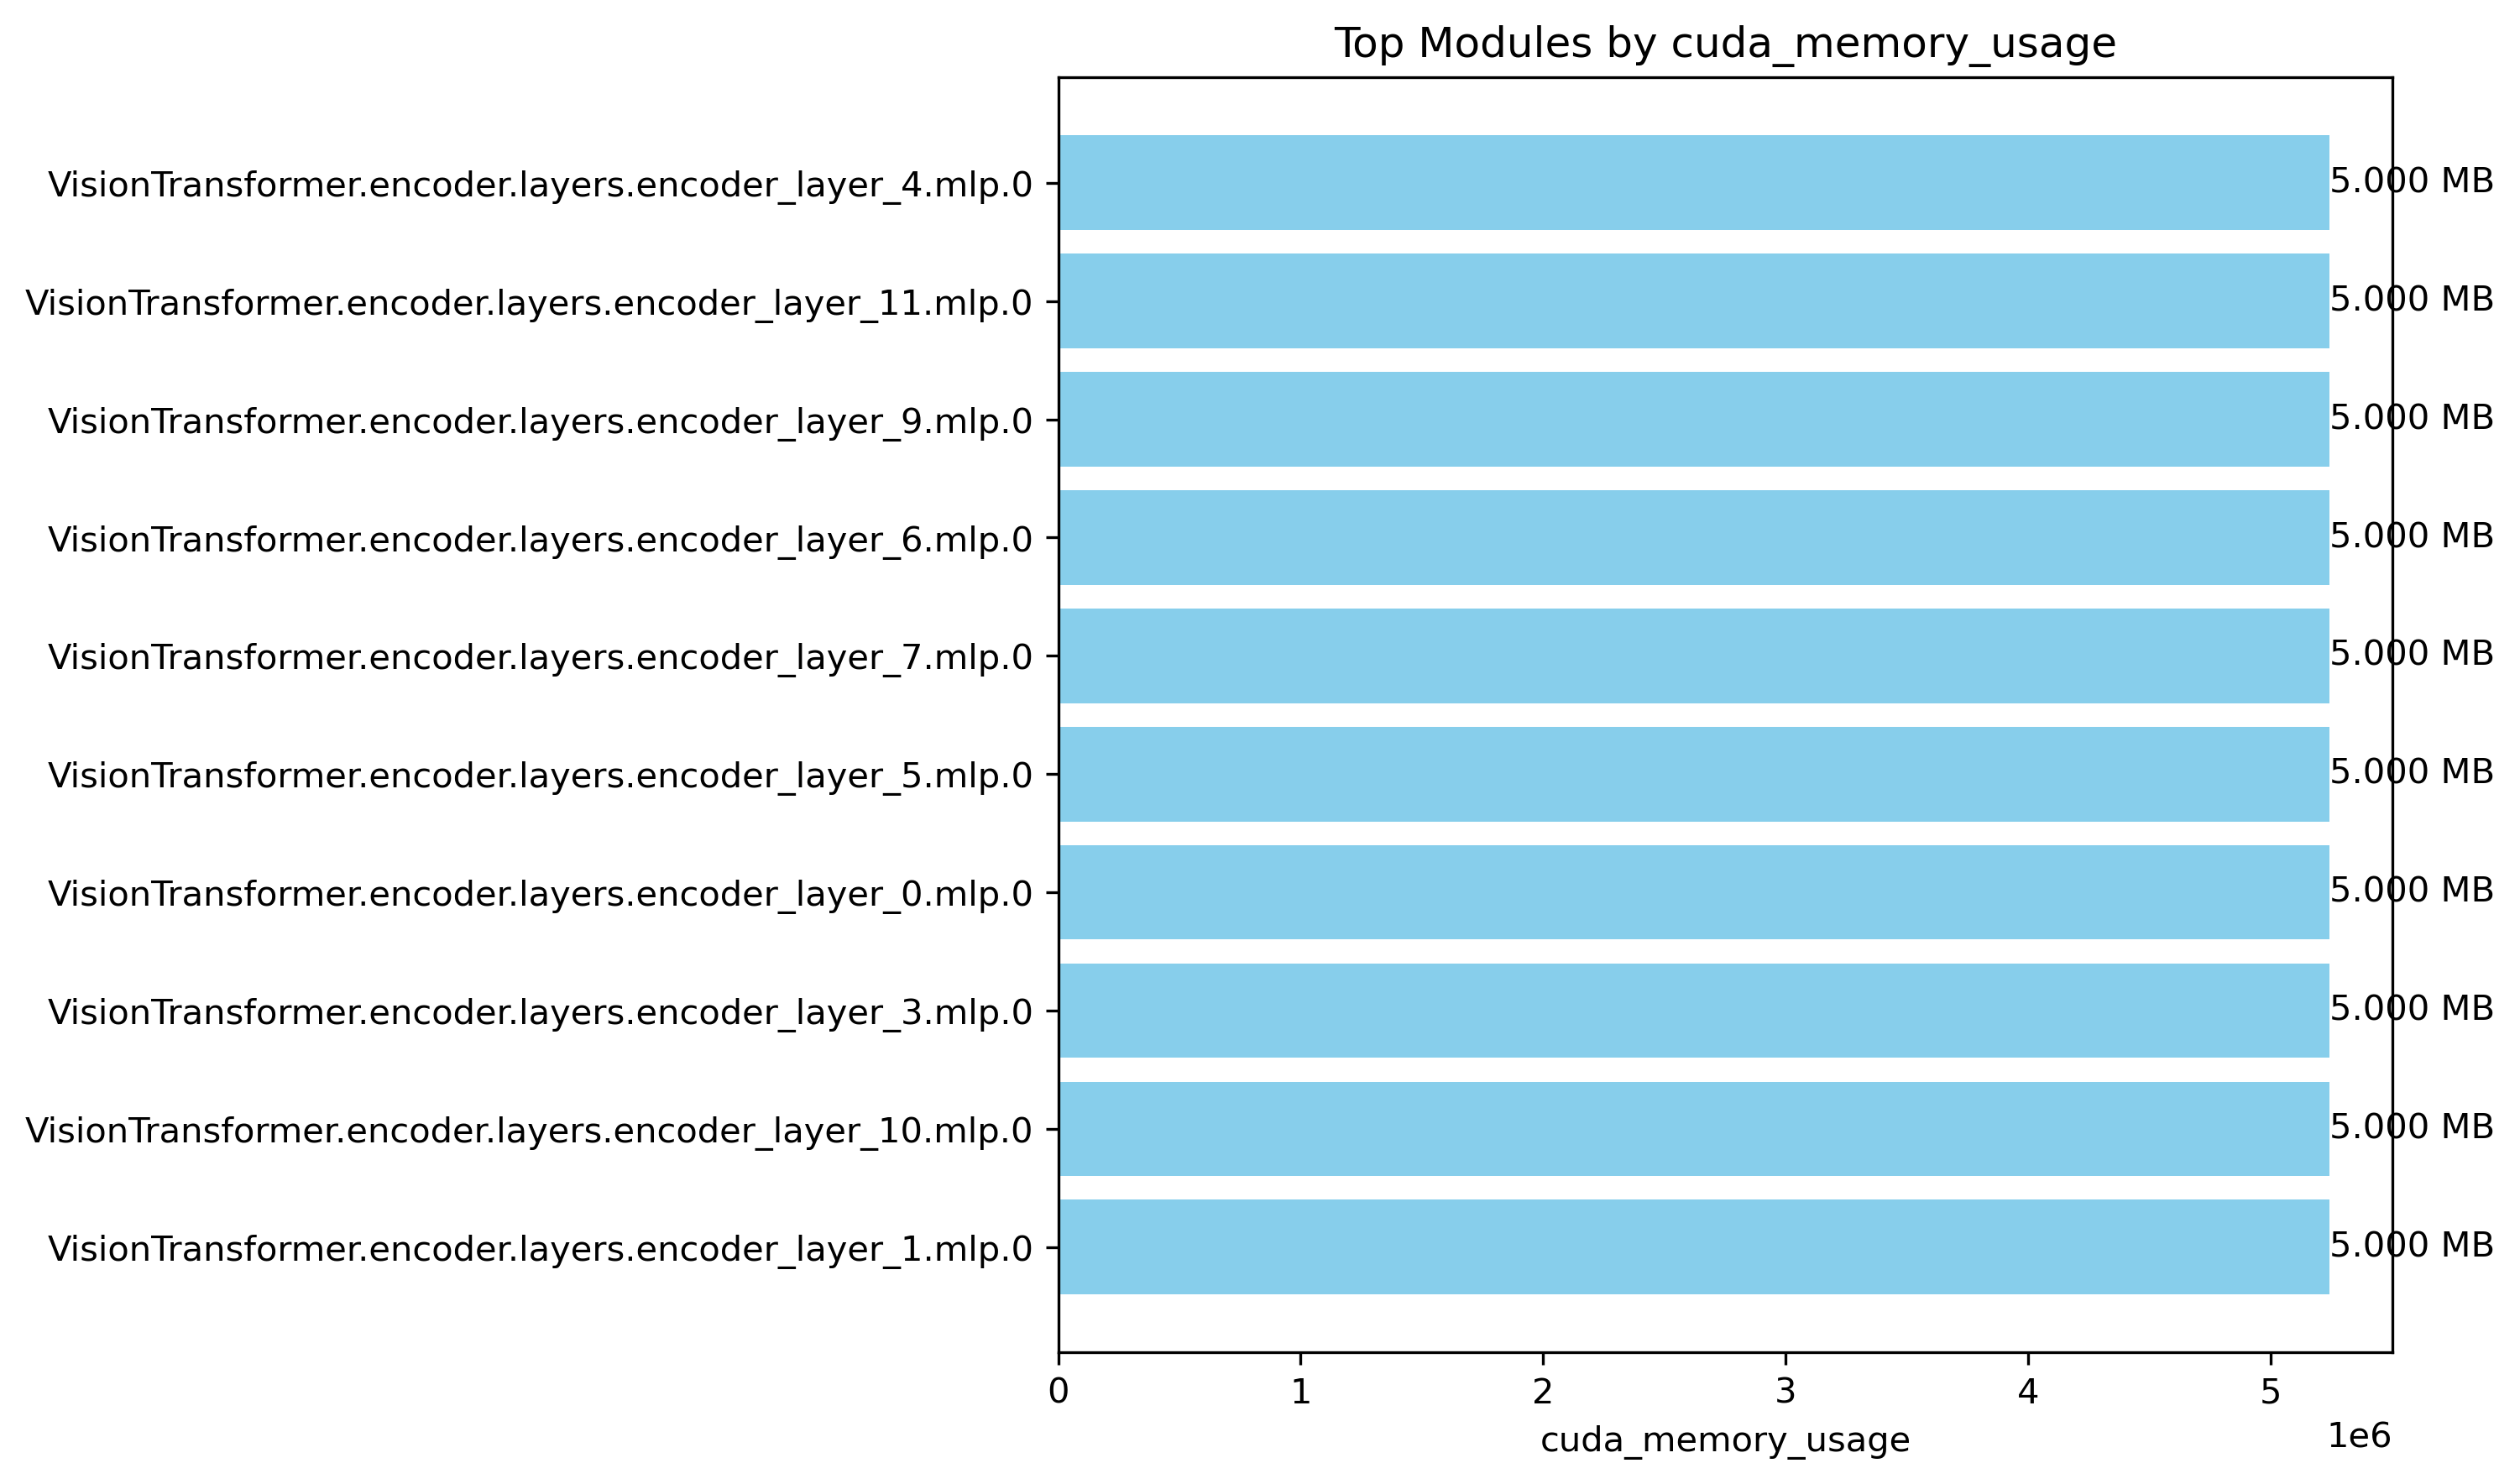 Top Modules by cuda_memory_usage
VisionTransformer.encoder.layers.encoder_layer_4.mlp.0 5.000 MB
VisionTransformer.encoder.layers.encoder_layer_11.mlp.0 5.000 MB
VisionTransformer.encoder.layers.encoder_layer_9.mlp.0 5.000 MB
VisionTransformer.encoder.layers.encoder_layer_6.mlp.0 5.000 MB
VisionTransformer.encoder.layers.encoder_layer_7.mlp.0 5.000 MB
VisionTransformer.encoder.layers.encoder_layer_5.mlp.0 5.000 MB
VisionTransformer.encoder.layers.encoder_layer_0.mlp.0 5.000 MB
VisionTransformer.encoder.layers.encoder_layer_3.mlp.0 5.000 MB
VisionTransformer.encoder.layers.encoder_layer_10.mlp.0 5.000 MB
VisionTransformer.encoder.layers.encoder_layer_1.mlp.0 5.000 MB
0 1 2 3 4 5
1e6
cuda_memory_usage